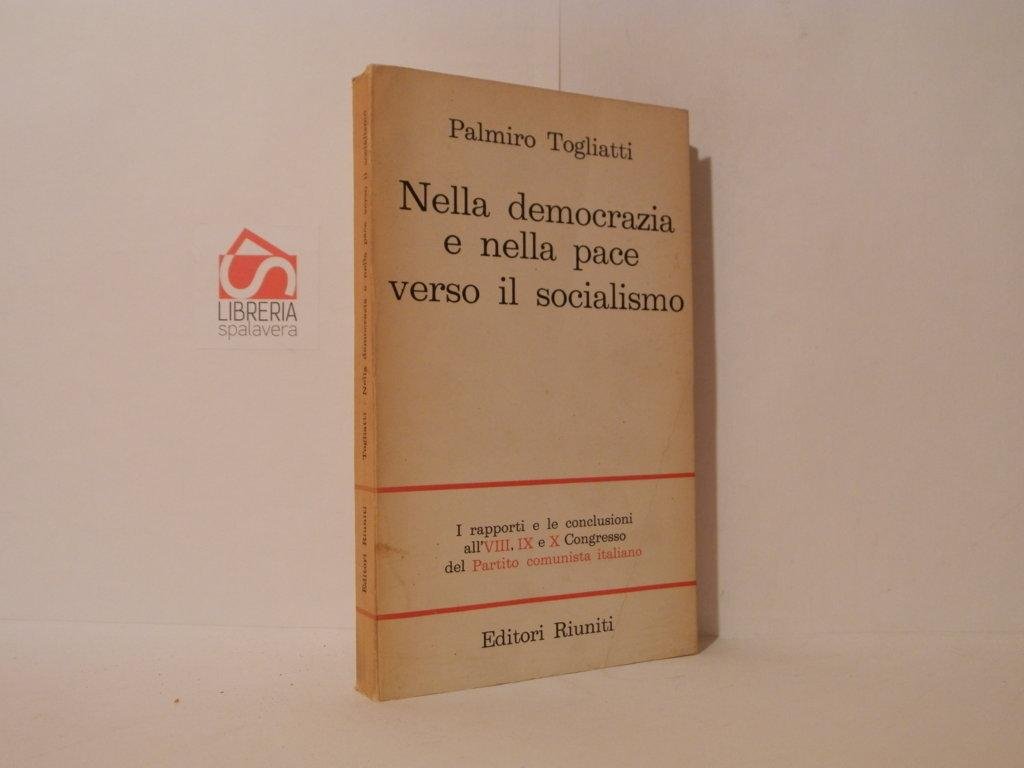 Palmiro Togliatti
Nella democrazia
e nella pace
verso il socialismo
I rapporti e le conclusioni
all'VIII, IX e X Congresso
del Partito comunista italiano
Editori Riuniti
Editori Riuniti Togliatti Nella democrazia e nella pace verso il socialismo
LIBRERIA
spalavera